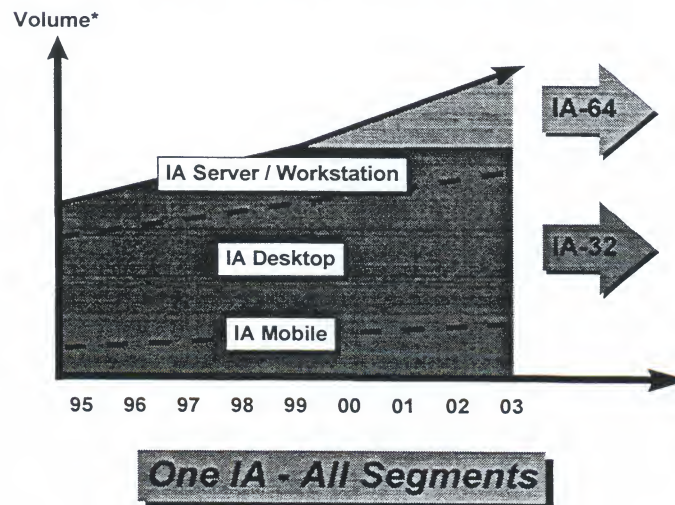 Volume*
IA-64
IA Server / Workstation
IA-32
IA Desktop
IA Mobile
95 96 97 98 99 00 01 02 03
One IA - All Segments